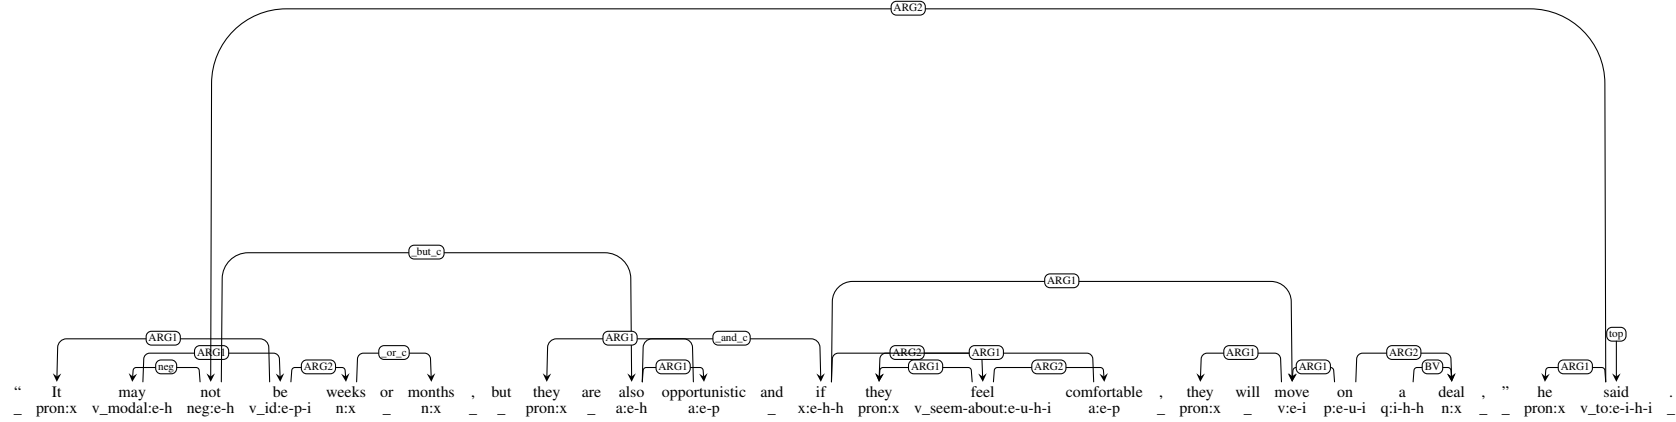 ARG2
_but_c
ARG1
top
ARG1 ARG1 _and_c
ARG1 _or_c ARG2 ARG1 ARG1 ARG2
neg ARG2 ARG1 ARG1 ARG2 ARG1 BV ARG1
“ It may not be weeks or months , but they are also opportunistic and if they feel comfortable , they will move on a deal , ” he said .
_ pron:x v_modal:e-h neg:e-h v_id:e-p-i n:x _ n:x _ _ pron:x _ a:e-h a:e-p _ x:e-h-h pron:x v_seem-about:e-u-h-i a:e-p _ pron:x _ v:e-i p:e-u-i q:i-h-h n:x _ _ pron:x v_to:e-i-h-i _